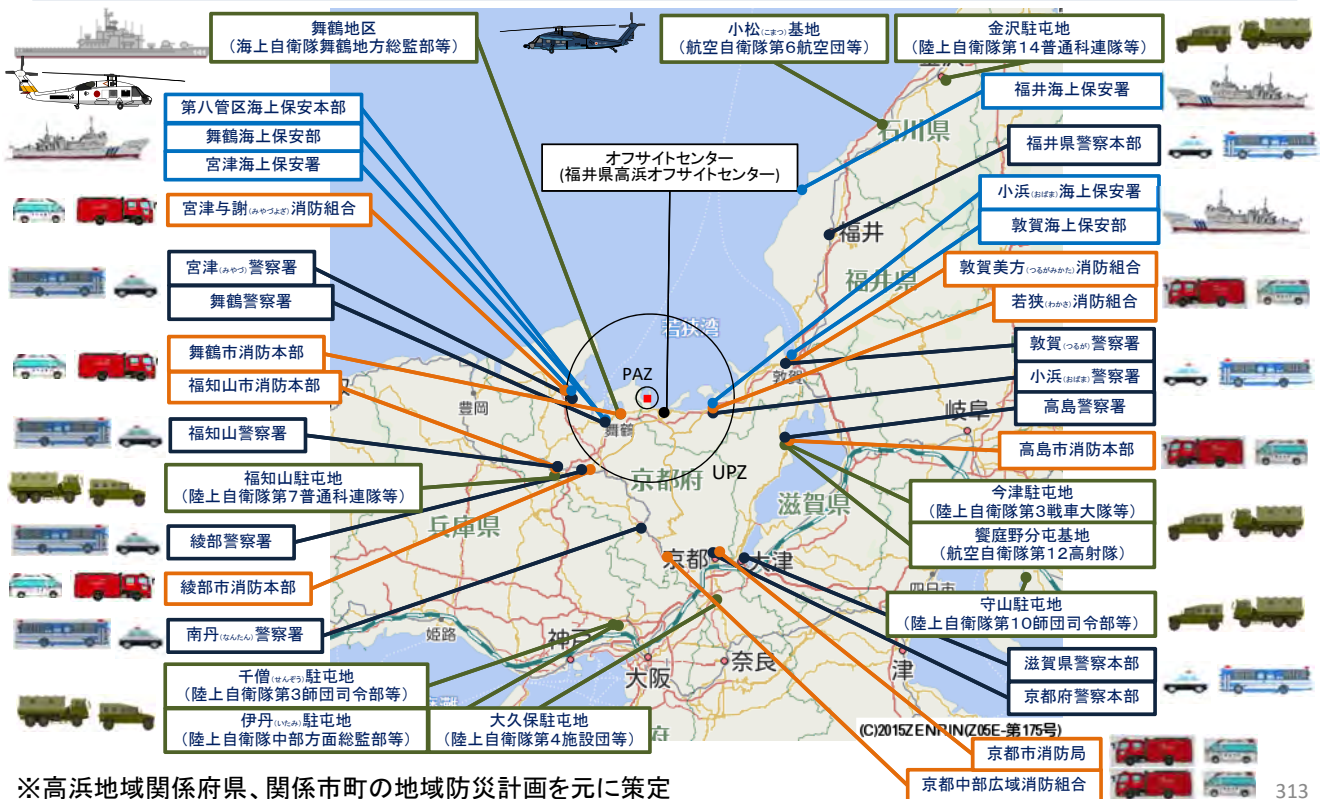 舞鶴地区
(海上自衛隊舞鶴地方総監部等)
小松(こまつ)基地
(航空自衛隊第6航空団等)
金沢駐屯地
(陸上自衛隊第14普通科連隊等)
第八管区海上保安本部
舞鶴海上保安部
宮津海上保安署
宮津与謝(みやづよざ)消防組合
宮津(みやづ)警察署
舞鶴警察署
舞鶴市消防本部
福知山市消防本部
福知山警察署
福知山駐屯地
(陸上自衛隊第7普通科連隊等)
綾部警察署
綾部市消防本部
南丹(なんたん)警察署
千僧(せんぞう)駐屯地
(陸上自衛隊第3師団司令部等)
伊丹(いたみ)駐屯地
(陸上自衛隊中部方面総監部等)
大久保駐屯地
(陸上自衛隊第4施設団等)
オフサイトセンター
(福井県高浜オフサイトセンター)
福井海上保安署
福井県警察本部
小浜(おばま)海上保安署
敦賀海上保安部
敦賀美方(つるがみかた)消防組合
若狭(わかさ)消防組合
敦賀(つるが)警察署
小浜(おばま)警察署
高島警察署
高島市消防本部
今津駐屯地
(陸上自衛隊第3戦車大隊等)
饗庭野分屯基地
(航空自衛隊第12高射隊)
守山駐屯地
(陸上自衛隊第10師団司令部等)
滋賀県警察本部
京都府警察本部
京都市消防局
京都中部広域消防組合
石川県
福井
福井県
若狭湾
PAZ
UPZ
敦賀
豊岡
舞鶴
岐阜
京都府
滋賀県
兵庫県
京都
大津
四日市
姫路
神戸
大阪
奈良
津
(C)2015ZENRIN(Z05E-第175号)
※高浜地域関係府県、関係市町の地域防災計画を元に策定
313